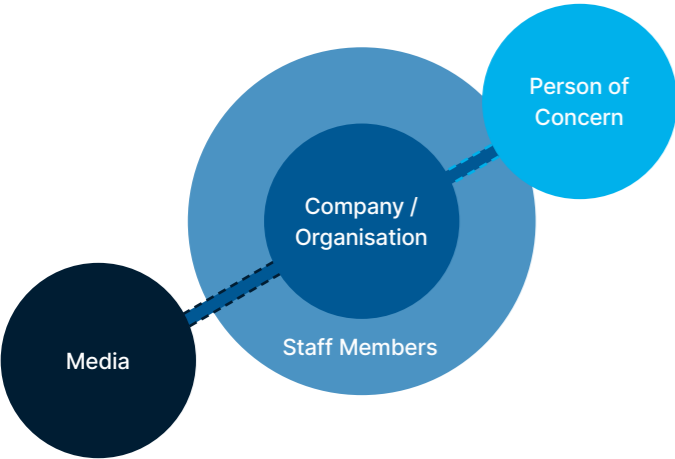 Person of
Concern
Company /
Organisation
Staff Members
Media